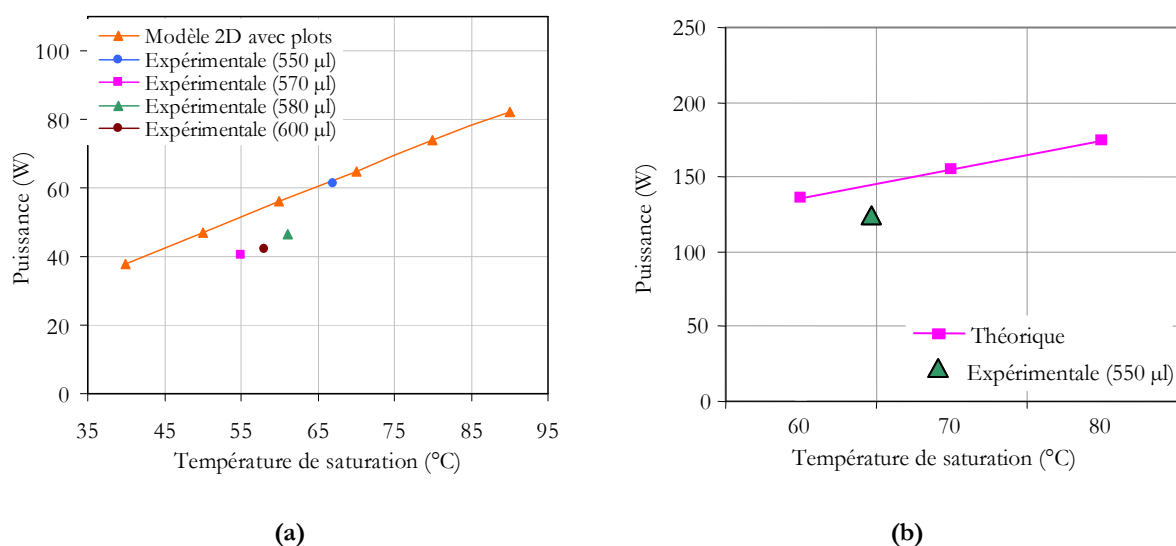 Modèle 2D avec plots
Expérimentale (550 µl)
Expérimentale (570 µl)
Expérimentale (580 µl)
Expérimentale (600 µl)
100
80
60
40
20
0
Puissance (W)
35 45 55 65 75 85 95
Température de saturation (°C)
(a)
250
200
150
100
50
0
Puissance (W)
Théorique
Expérimentale (550 µl)
60 70 80
Température de saturation (°C)
(b)